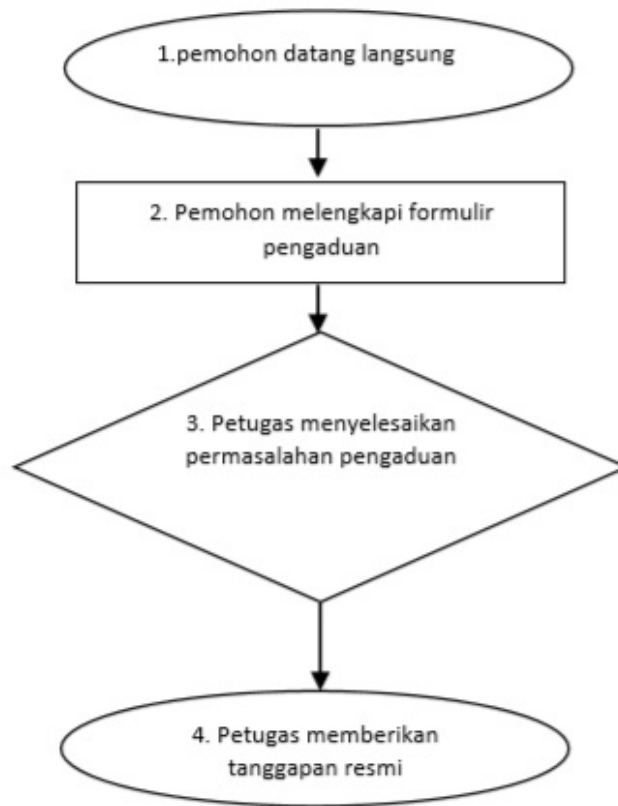 1.pemohon datang langsung
2. Pemohon melengkapi formulir
pengaduan
3. Petugas menyelesaikan
permasalahan pengaduan
4. Petugas memberikan
tanggapan resmi